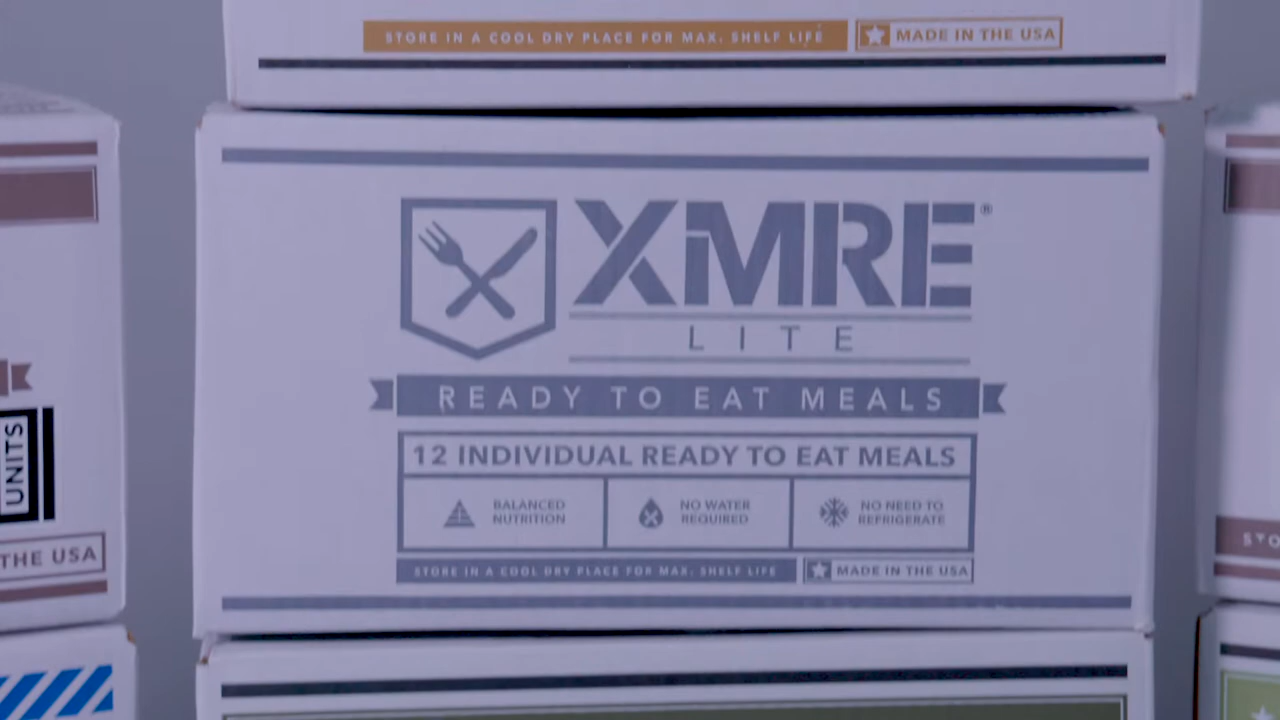 STORE IN A COOL DRY PLACE FOR MAX. SHELF LIFE
MADE IN THE USA
XMRE®
LITE
READY TO EAT MEALS
12 INDIVIDUAL READY TO EAT MEALS
BALANCED
NUTRITION
NO WATER
REQUIRED
NO NEED TO
REFRIGERATE
STORE IN A COOL DRY PLACE FOR MAX. SHELF LIFE
MADE IN THE USA
UNITS
THE USA
STO